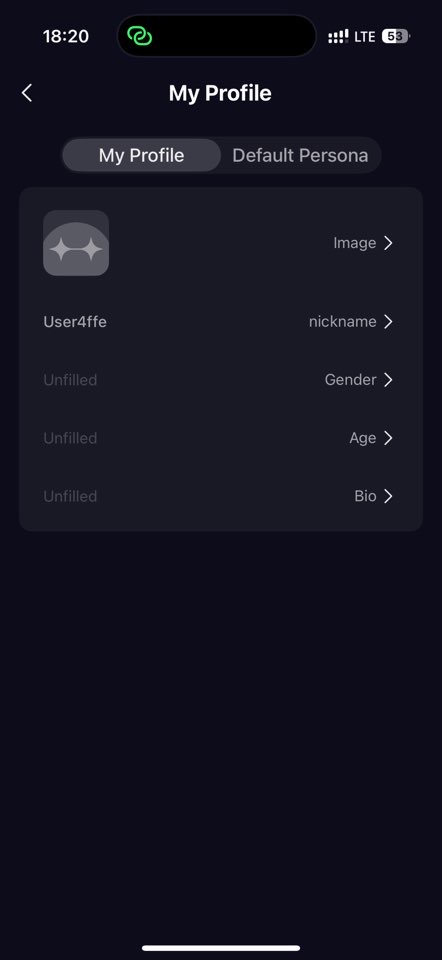 18:20
LTE
53
My Profile
My Profile
Default Persona
Image
User4ffe
nickname
Unfilled
Gender
Unfilled
Age
Unfilled
Bio